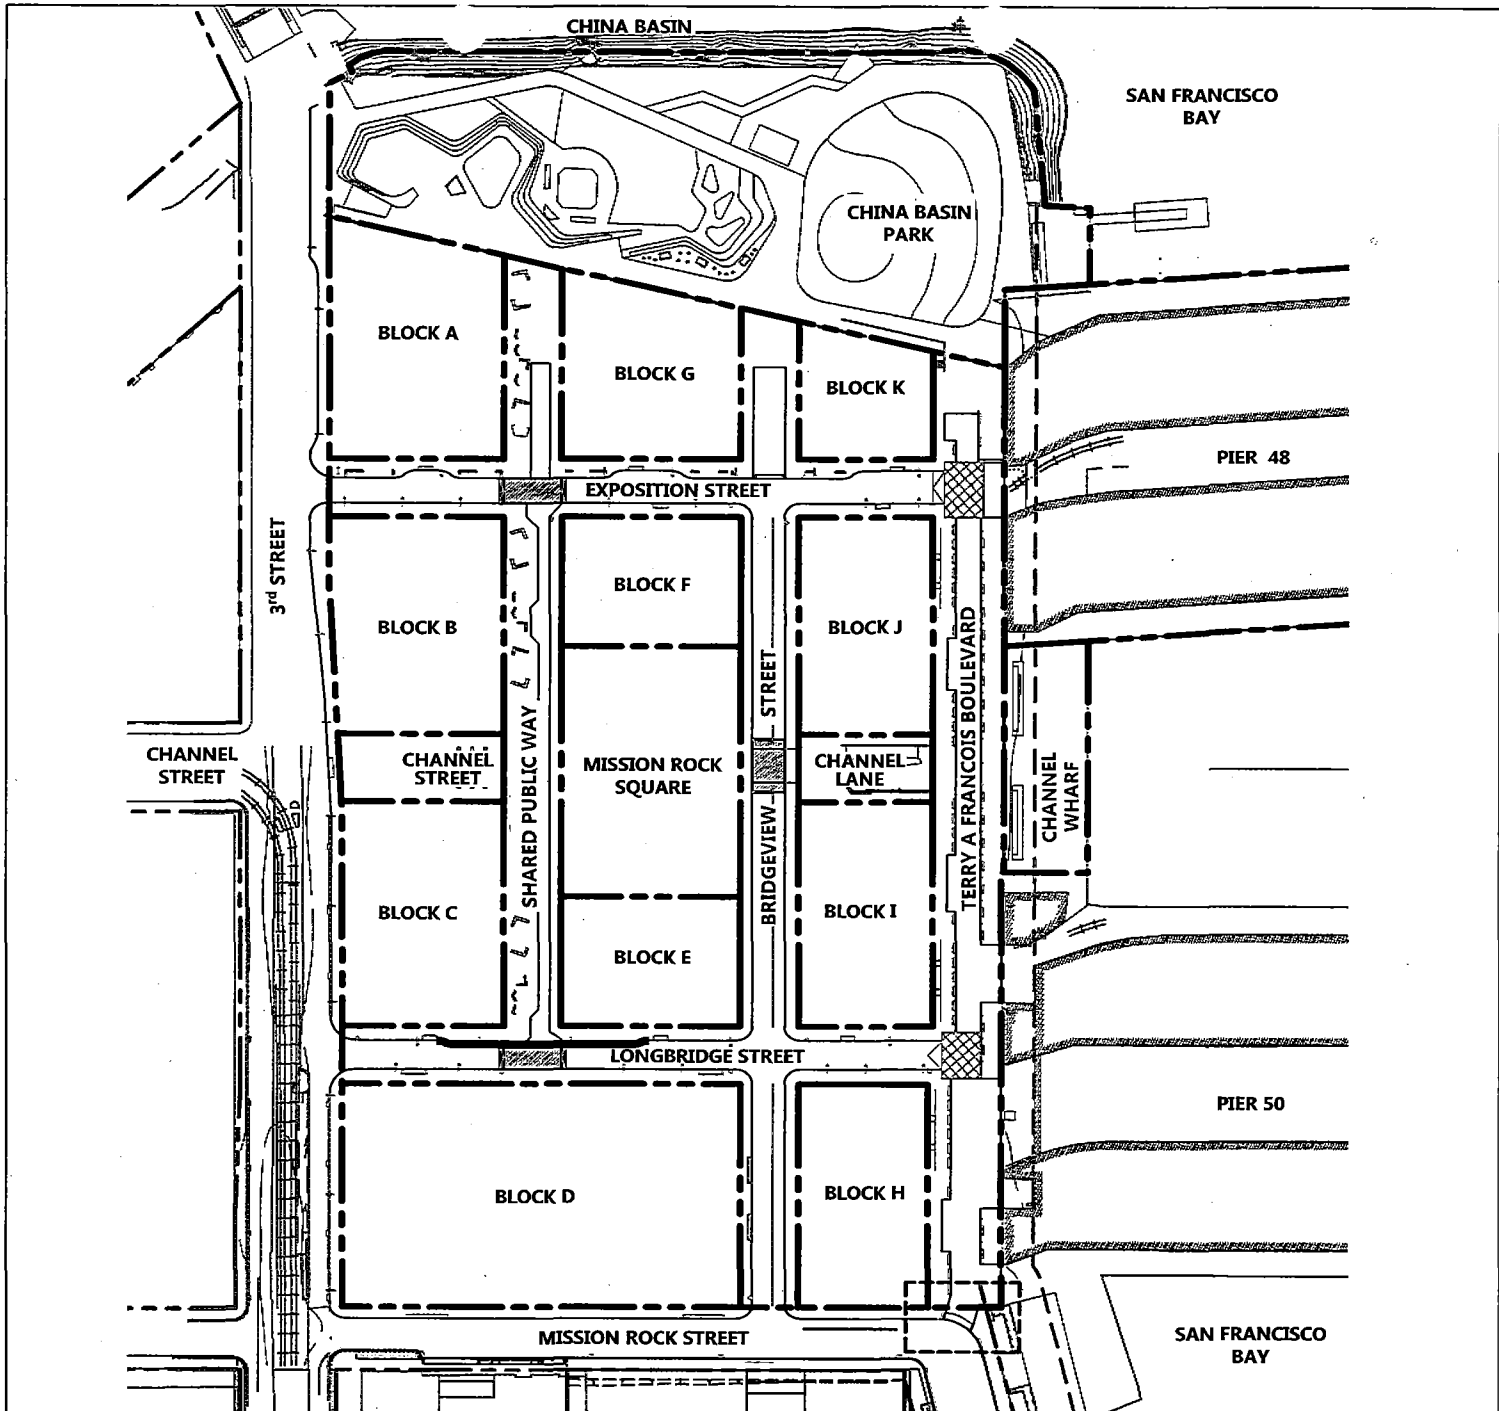 CHINA BASIN
SAN FRANCISCO
BAY
CHINA BASIN
PARK
BLOCK A
BLOCK G
BLOCK K
PIER 48
EXPOSITION STREET
3rd STREET
BLOCK F
BLOCK B
BLOCK J
CHANNEL
STREET
CHANNEL
STREET
SHARED PUBLIC WAY
MISSION ROCK
SQUARE
BRIDGEVIEW STREET
CHANNEL
LANE
TERRY A FRANCOIS BOULEVARD
CHANNEL
WHARF
BLOCK C
BLOCK I
BLOCK E
LONGBRIDGE STREET
PIER 50
BLOCK D
BLOCK H
MISSION ROCK STREET
SAN FRANCISCO
BAY